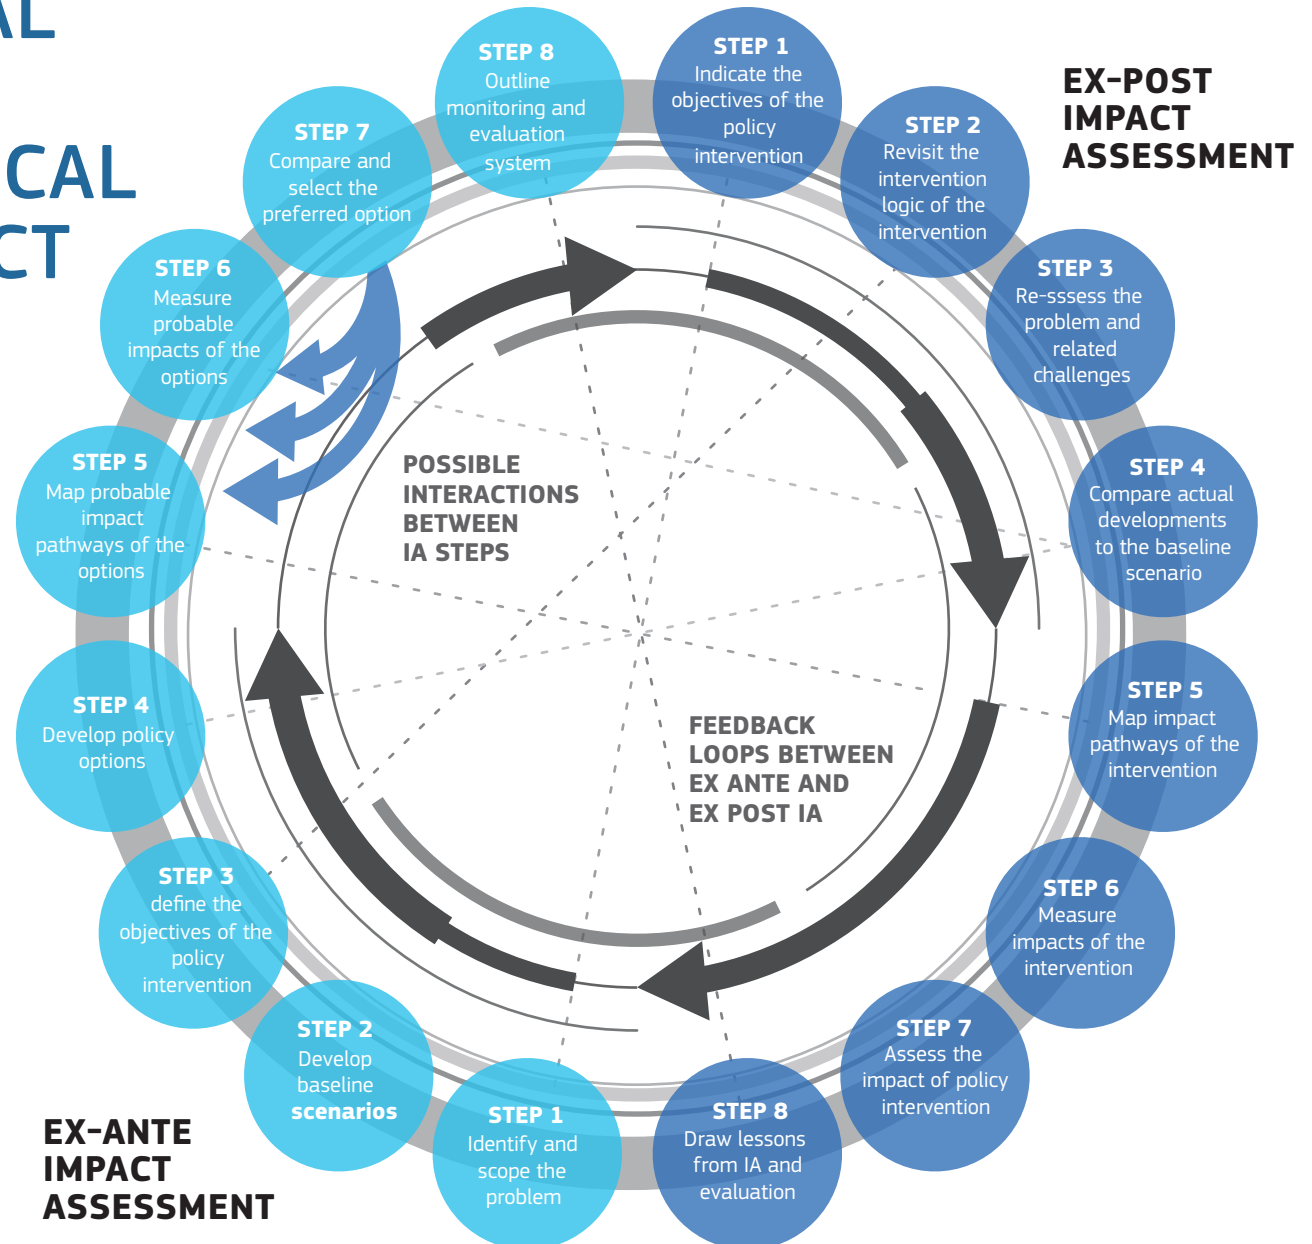 AL
CAL
CT
EX-POST
IMPACT
ASSESSMENT
STEP 1
Indicate the
objectives of the
policy
intervention
STEP 2
Revisit the
intervention
logic of the
intervention
STEP 3
Re-sssess the
problem and
related
challenges
STEP 4
Compare actual
developments
to the baseline
scenario
STEP 5
Map impact
pathways of the
intervention
STEP 6
Measure
impacts of the
intervention
STEP 7
Assess the
impact of policy
intervention
STEP 8
Draw lessons
from IA and
evaluation
EX-ANTE
IMPACT
ASSESSMENT
STEP 1
Identify and
scope the
problem
STEP 2
Develop
baseline
scenarios
STEP 3
define the
objectives of the
policy
intervention
STEP 4
Develop policy
options
STEP 5
Map probable
impact
pathways of the
options
STEP 6
Measure
probable
impacts of the
options
STEP 7
Compare and
select the
preferred option
STEP 8
Outline
monitoring and
evaluation
system
POSSIBLE
INTERACTIONS
BETWEEN
IA STEPS
FEEDBACK
LOOPS BETWEEN
EX ANTE AND
EX POST IA